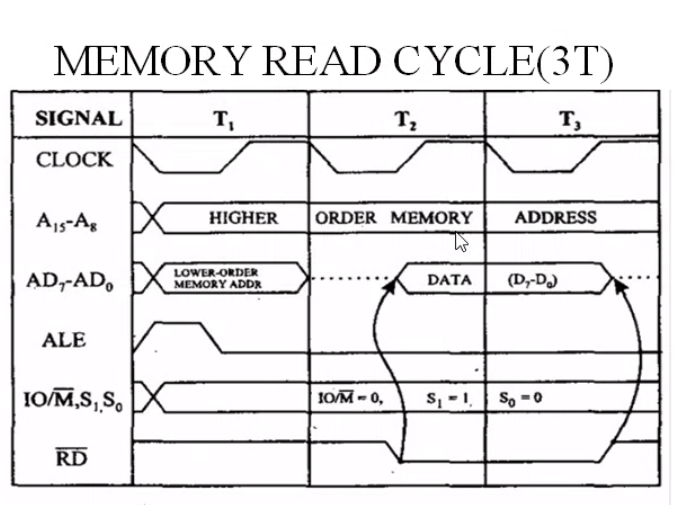 MEMORY READ CYCLE(3T)
SIGNAL T₁ T₂ T₃
CLOCK
A₁₅-A₈ HIGHER ORDER MEMORY ADDRESS
AD₇-AD₀ LOWER-ORDER MEMORY ADDR DATA (D₇-D₀)
ALE
IO/M̅,S₁,S₀ IO/M̅ = 0, S₁ = 1, S₀ = 0
R̅D̅